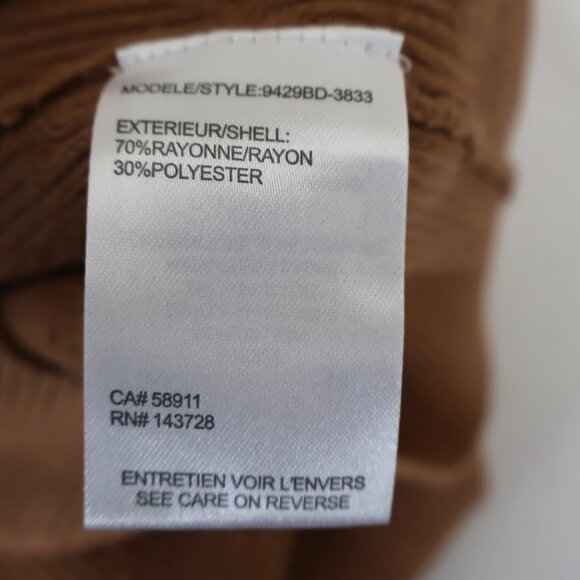 MODELE/STYLE:9429BD-3833
EXTERIEUR/SHELL:
70%RAYONNE/RAYON
30%POLYESTER
CA# 58911
RN# 143728
ENTRETIEN VOIR L'ENVERS
SEE CARE ON REVERSE